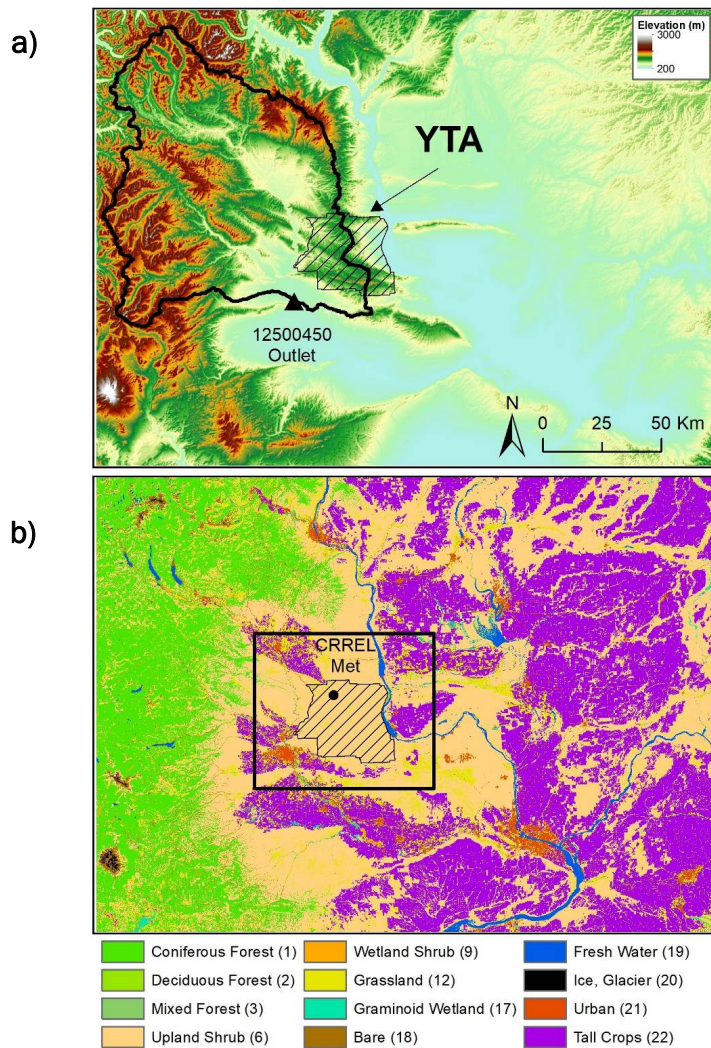 a)
Elevation (m)
3000
200
YTA
12500450
Outlet
N
0 25 50 Km
b)
CRREL
Met
Coniferous Forest (1)
Wetland Shrub (9)
Fresh Water (19)
Deciduous Forest (2)
Grassland (12)
Ice, Glacier (20)
Mixed Forest (3)
Graminoid Wetland (17)
Urban (21)
Upland Shrub (6)
Bare (18)
Tall Crops (22)